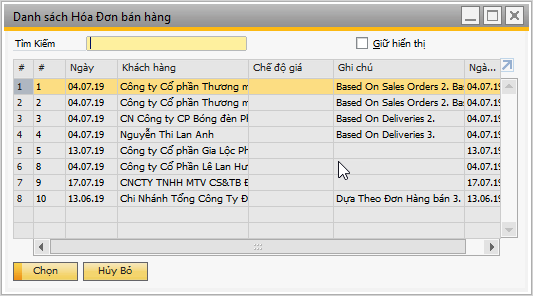 Danh sách Hóa Đơn bán hàng
Tìm Kiếm
Giữ hiển thị
# # Ngày Khách hàng Chế độ giá Ghi chú Ngà...
1 1 04.07.19 Công ty Cổ phần Thương m Based On Sales Orders 2. Bas 04.07.19
2 2 04.07.19 Công ty Cổ phần Thương m Based On Sales Orders 2. Bas 04.07.19
3 3 04.07.19 CN Công ty CP Bóng đèn Ph Based On Deliveries 2. 04.07.19
4 4 04.07.19 Nguyễn Thi Lan Anh Based On Deliveries 3. 04.07.19
5 5 13.07.19 Công ty Cổ phần Gia Lộc Ph 13.07.19
6 8 04.07.19 Công ty Cổ Phần Lê Lan Hư 04.07.19
7 9 17.07.19 CNCTY TNHH MTV CS&TB Đ 17.07.19
8 10 13.06.19 Chi Nhánh Tổng Công Ty Đ Dựa Theo Đơn Hàng bán 3. 13.06.19
Chọn
Hủy Bỏ